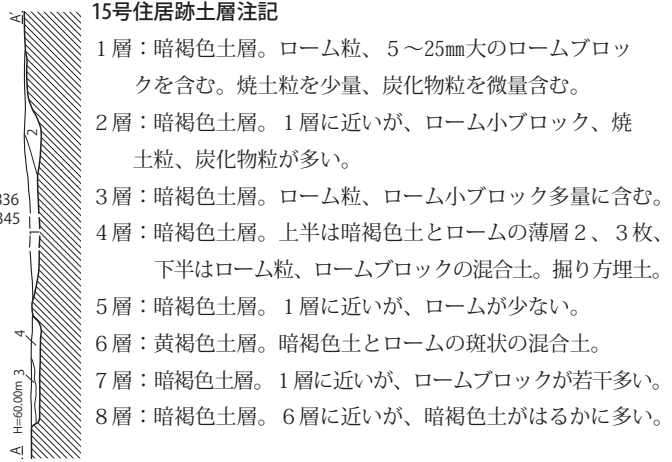 15号住居跡土層注記
1層:暗褐色土層。ローム粒、5~25㎜大のロームブロッ
クを含む。焼土粒を少量、炭化物粒を微量含む。
2層:暗褐色土層。1層に近いが、ローム小ブロック、焼
土粒、炭化物粒が多い。
3層:暗褐色土層。ローム粒、ローム小ブロック多量に含む。
4層:暗褐色土層。上半は暗褐色土とロームの薄層2、3枚、
下半はローム粒、ロームブロックの混合土。掘り方埋土。
5層:暗褐色土層。1層に近いが、ロームが少ない。
6層:黄褐色土層。暗褐色土とロームの斑状の混合土。
7層:暗褐色土層。1層に近いが、ロームブロックが若干多い。
8層:暗褐色土層。6層に近いが、暗褐色土がはるかに多い。
A'
2
336
345
1
4
3
H=60.00m
A